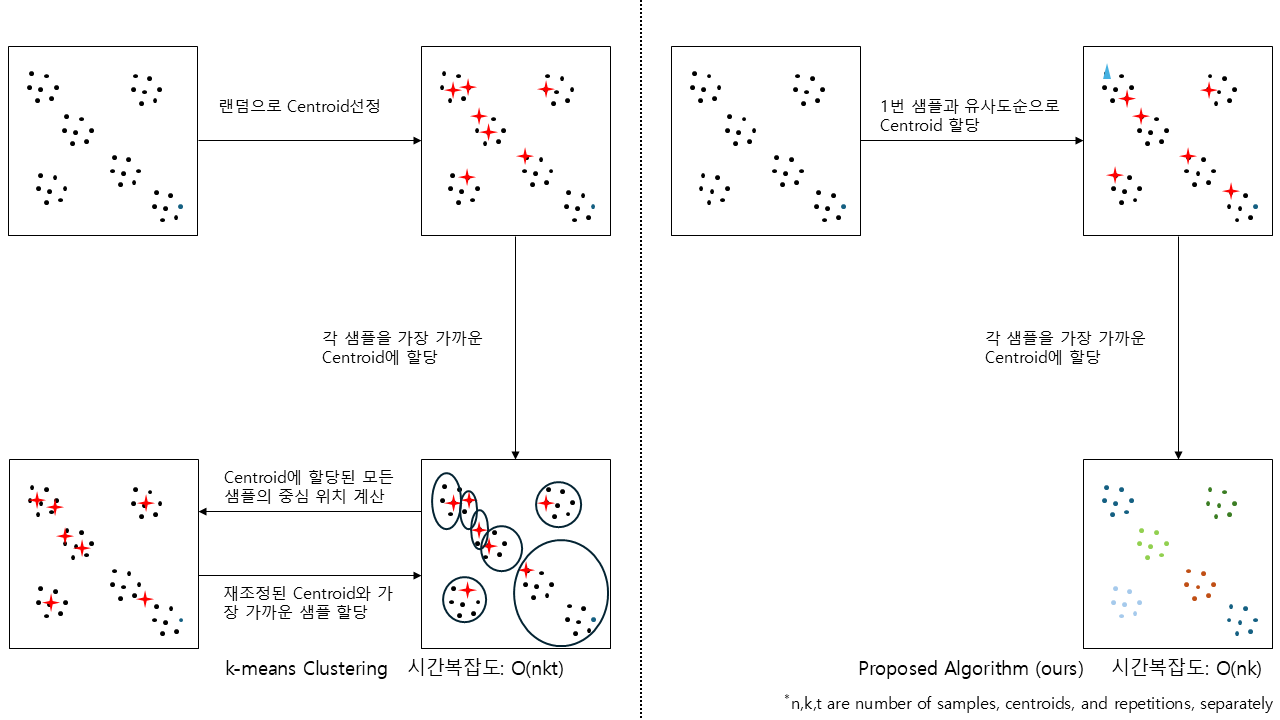 랜덤으로 Centroid선정
각 샘플을 가장 가까운
Centroid에 할당
Centroid에 할당된 모든
샘플의 중심 위치 계산
재조정된 Centroid와 가
장 가까운 샘플 할당
k-means Clustering 시간복잡도: O(nkt)
1번 샘플과 유사도순으로
Centroid 할당
각 샘플을 가장 가까운
Centroid에 할당
Proposed Algorithm (ours) 시간복잡도: O(nk)
*n,k,t are number of samples, centroids, and repetitions, separately